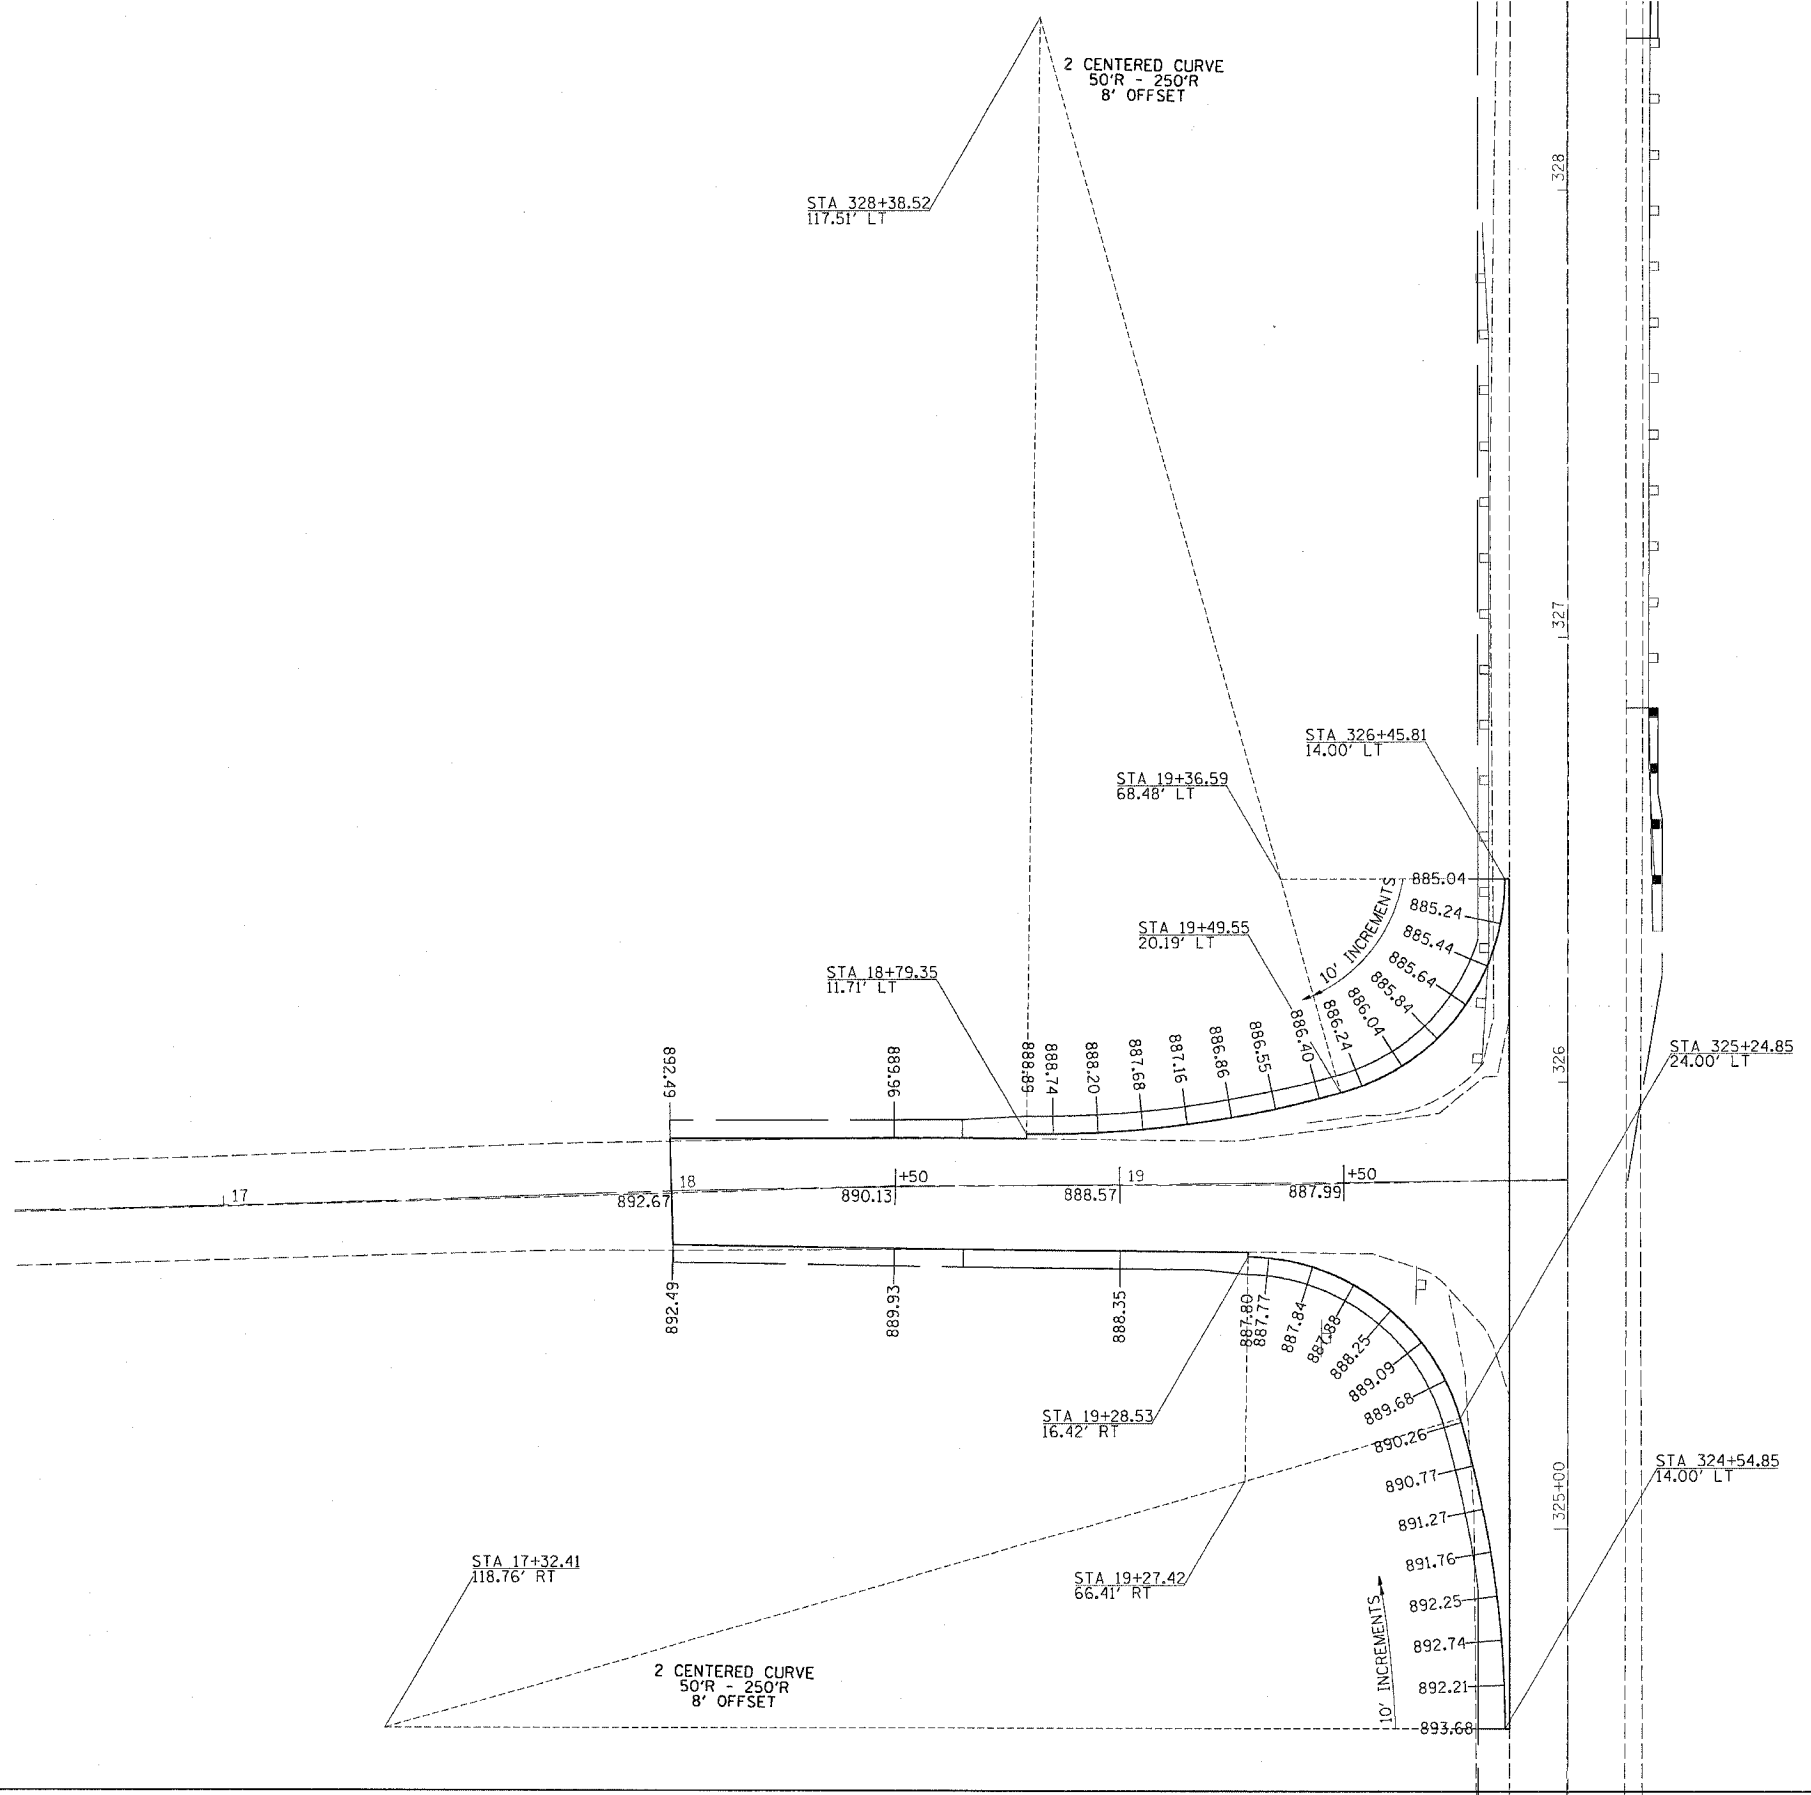 2 CENTERED CURVE
50'R - 250'R
8' OFFSET
328
STA 328+38.52
117.51' LT
327
STA 326+45.81
14.00' LT
STA 19+36.59
68.48' LT
885.04
885.24
885.44
885.64
885.84
886.04
886.24
886.40
886.55
886.86
887.16
887.68
888.20
888.74
888.89
889.96
892.49
10' INCREMENTS
STA 19+49.55
20.19' LT
STA 18+79.35
11.71' LT
326
STA 325+24.85
24.00' LT
17
18
+50
19
+50
892.67
890.13
888.57
887.99
892.49
889.93
888.35
887.80
887.77
887.84
887.88
888.25
889.09
889.68
890.26
890.77
891.27
891.76
892.25
892.74
892.21
893.68
10' INCREMENTS
STA 19+28.53
16.42' RT
STA 324+54.85
14.00' LT
325+00
STA 17+32.41
118.76' RT
STA 19+27.42
66.41' RT
2 CENTERED CURVE
50'R - 250'R
8' OFFSET